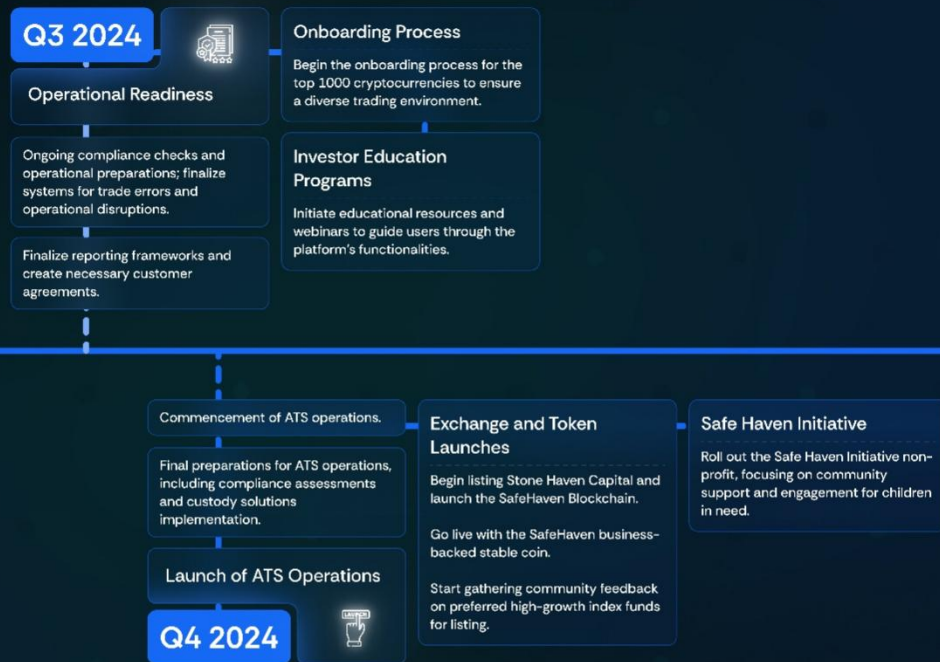 Q3 2024
Operational Readiness
Ongoing compliance checks and
operational preparations; finalize
systems for trade errors and
operational disruptions.
Finalize reporting frameworks and
create necessary customer
agreements.
Onboarding Process
Begin the onboarding process for the
top 1000 cryptocurrencies to ensure
a diverse trading environment.
Investor Education
Programs
Initiate educational resources and
webinars to guide users through the
platform's functionalities.
Commencement of ATS operations.
Final preparations for ATS operations,
including compliance assessments
and custody solutions
implementation.
Launch of ATS Operations
LAUNCH
Q4 2024
Exchange and Token
Launches
Begin listing Stone Haven Capital and
launch the SafeHaven Blockchain.
Go live with the SafeHaven business-
backed stable coin.
Start gathering community feedback
on preferred high-growth index funds
for listing.
Safe Haven Initiative
Roll out the Safe Haven Initiative non-
profit, focusing on community
support and engagement for children
in need.